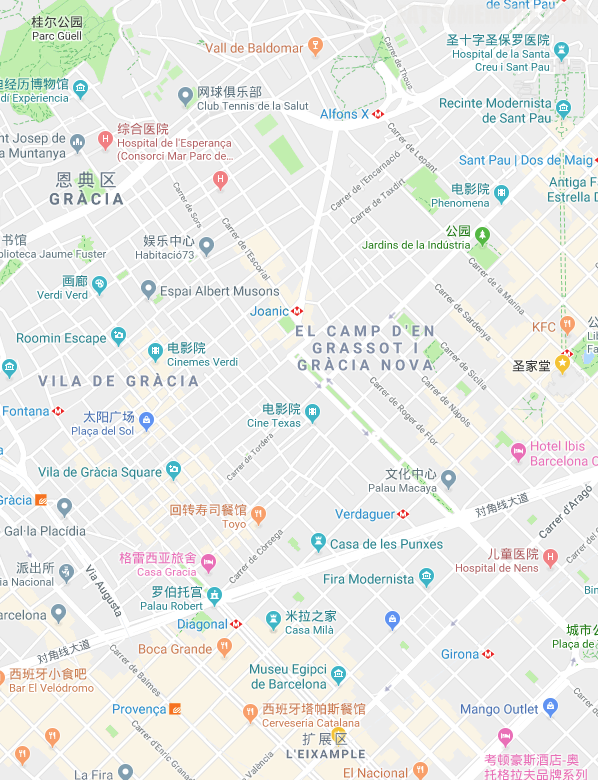 de Sant Pau
桂尔公园
Parc Güell
Vall de Baldomar
圣十字圣保罗医院
Hospital de la Santa
Creu i Sant Pau
Carrer de Thous
迪经历博物馆
dí Experiència
网球俱乐部
Club Tennis de la Salut
Alfons X
Recinte Modernista
de Sant Pau
综合医院
Hospital de l'Esperança
(Consorci Mar Parc de...
nt Josep de
a Muntanya
Carrer de Lepant
Carrer de l'Encarnació
Carrer de Taxdirt
Sant Pau | Dos de Maig
恩典区
GRÀCIA
Carrer de Sors
电影院
Phenomena
Antiga F
Estrella D
书馆
blioteca Jaume Fuster
娱乐中心
Habitació73
Carrer de l'Escorial
公园
Jardins de la Indústria
画廊
Verdi Verd
Espai Albert Musons
Carrer de la Marina
Joanic
Carrer de Sardenya
Roomin Escape
电影院
Cinemes Verdi
EL CAMP D'EN
GRASSOT I
GRÀCIA NOVA
KFC
公
Lib
Fa
圣家堂
VILA DE GRÀCIA
Carrer de Sicília
Carrer de Nàpols
Carrer de Roger de Flor
Fontana
太阳广场
Plaça del Sol
电影院
Cine Texas
Carrer de Tordera
Hotel Ibis
Barcelona C
Vila de Gràcia Square
文化中心
Palau Macaya
Gràcia
Gal·la Placídia
回转寿司餐馆
Toyo
Verdaguer
对角线大道
Carrer d'Aragó
Carrer de Còrsega
Casa de les Punxes
格雷西亚旅舍
Casa Gracia
派出所
ia Nacional
Via Augusta
儿童医院
Hospital de Nens
Carrer del
Fira Modernista
罗伯托宫
Palau Robert
Bin
arcelona
Diagonal
米拉之家
Casa Milà
城市公
Plaça de
对角线大道
Boca Grande
Girona
Carrer de Balmes
西班牙小食吧
Bar El Velódromo
Museu Egipci
de Barcelona
Provença
西班牙塔帕斯餐馆
Cerveseria Catalana
Mango Outlet
扩展区
L'EIXAMPLE
Carrer d'Enric Granados
València
La Fira
El Nacional
考顿豪斯酒店-奥
托格拉夫品牌系列